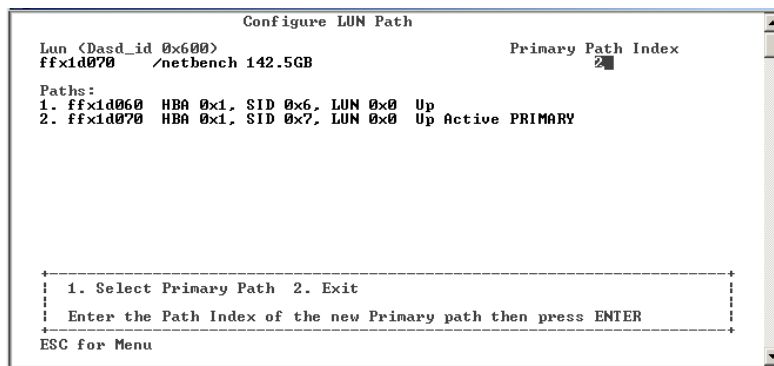 Configure LUN Path
Lun (Dasd_id 0x600) Primary Path Index
ffx1d070 /netbench 142.5GB 2
Paths:
1. ffx1d060 HBA 0x1, SID 0x6, LUN 0x0 Up
2. ffx1d070 HBA 0x1, SID 0x7, LUN 0x0 Up Active PRIMARY
1. Select Primary Path 2. Exit
Enter the Path Index of the new Primary path then press ENTER
ESC for Menu